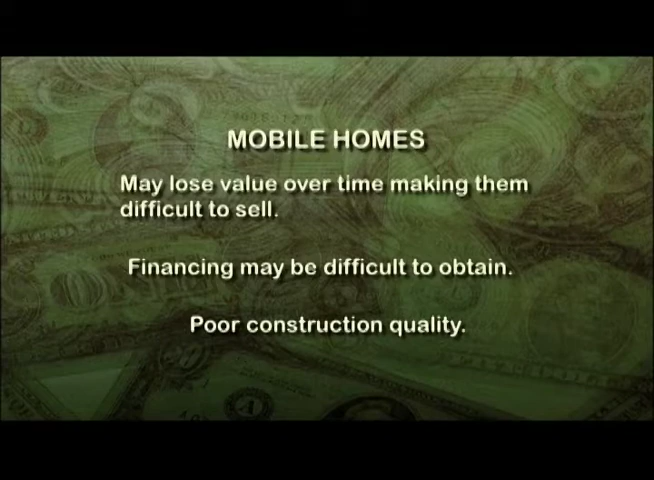 MOBILE HOMES
May lose value over time making them
difficult to sell.
Financing may be difficult to obtain.
Poor construction quality.